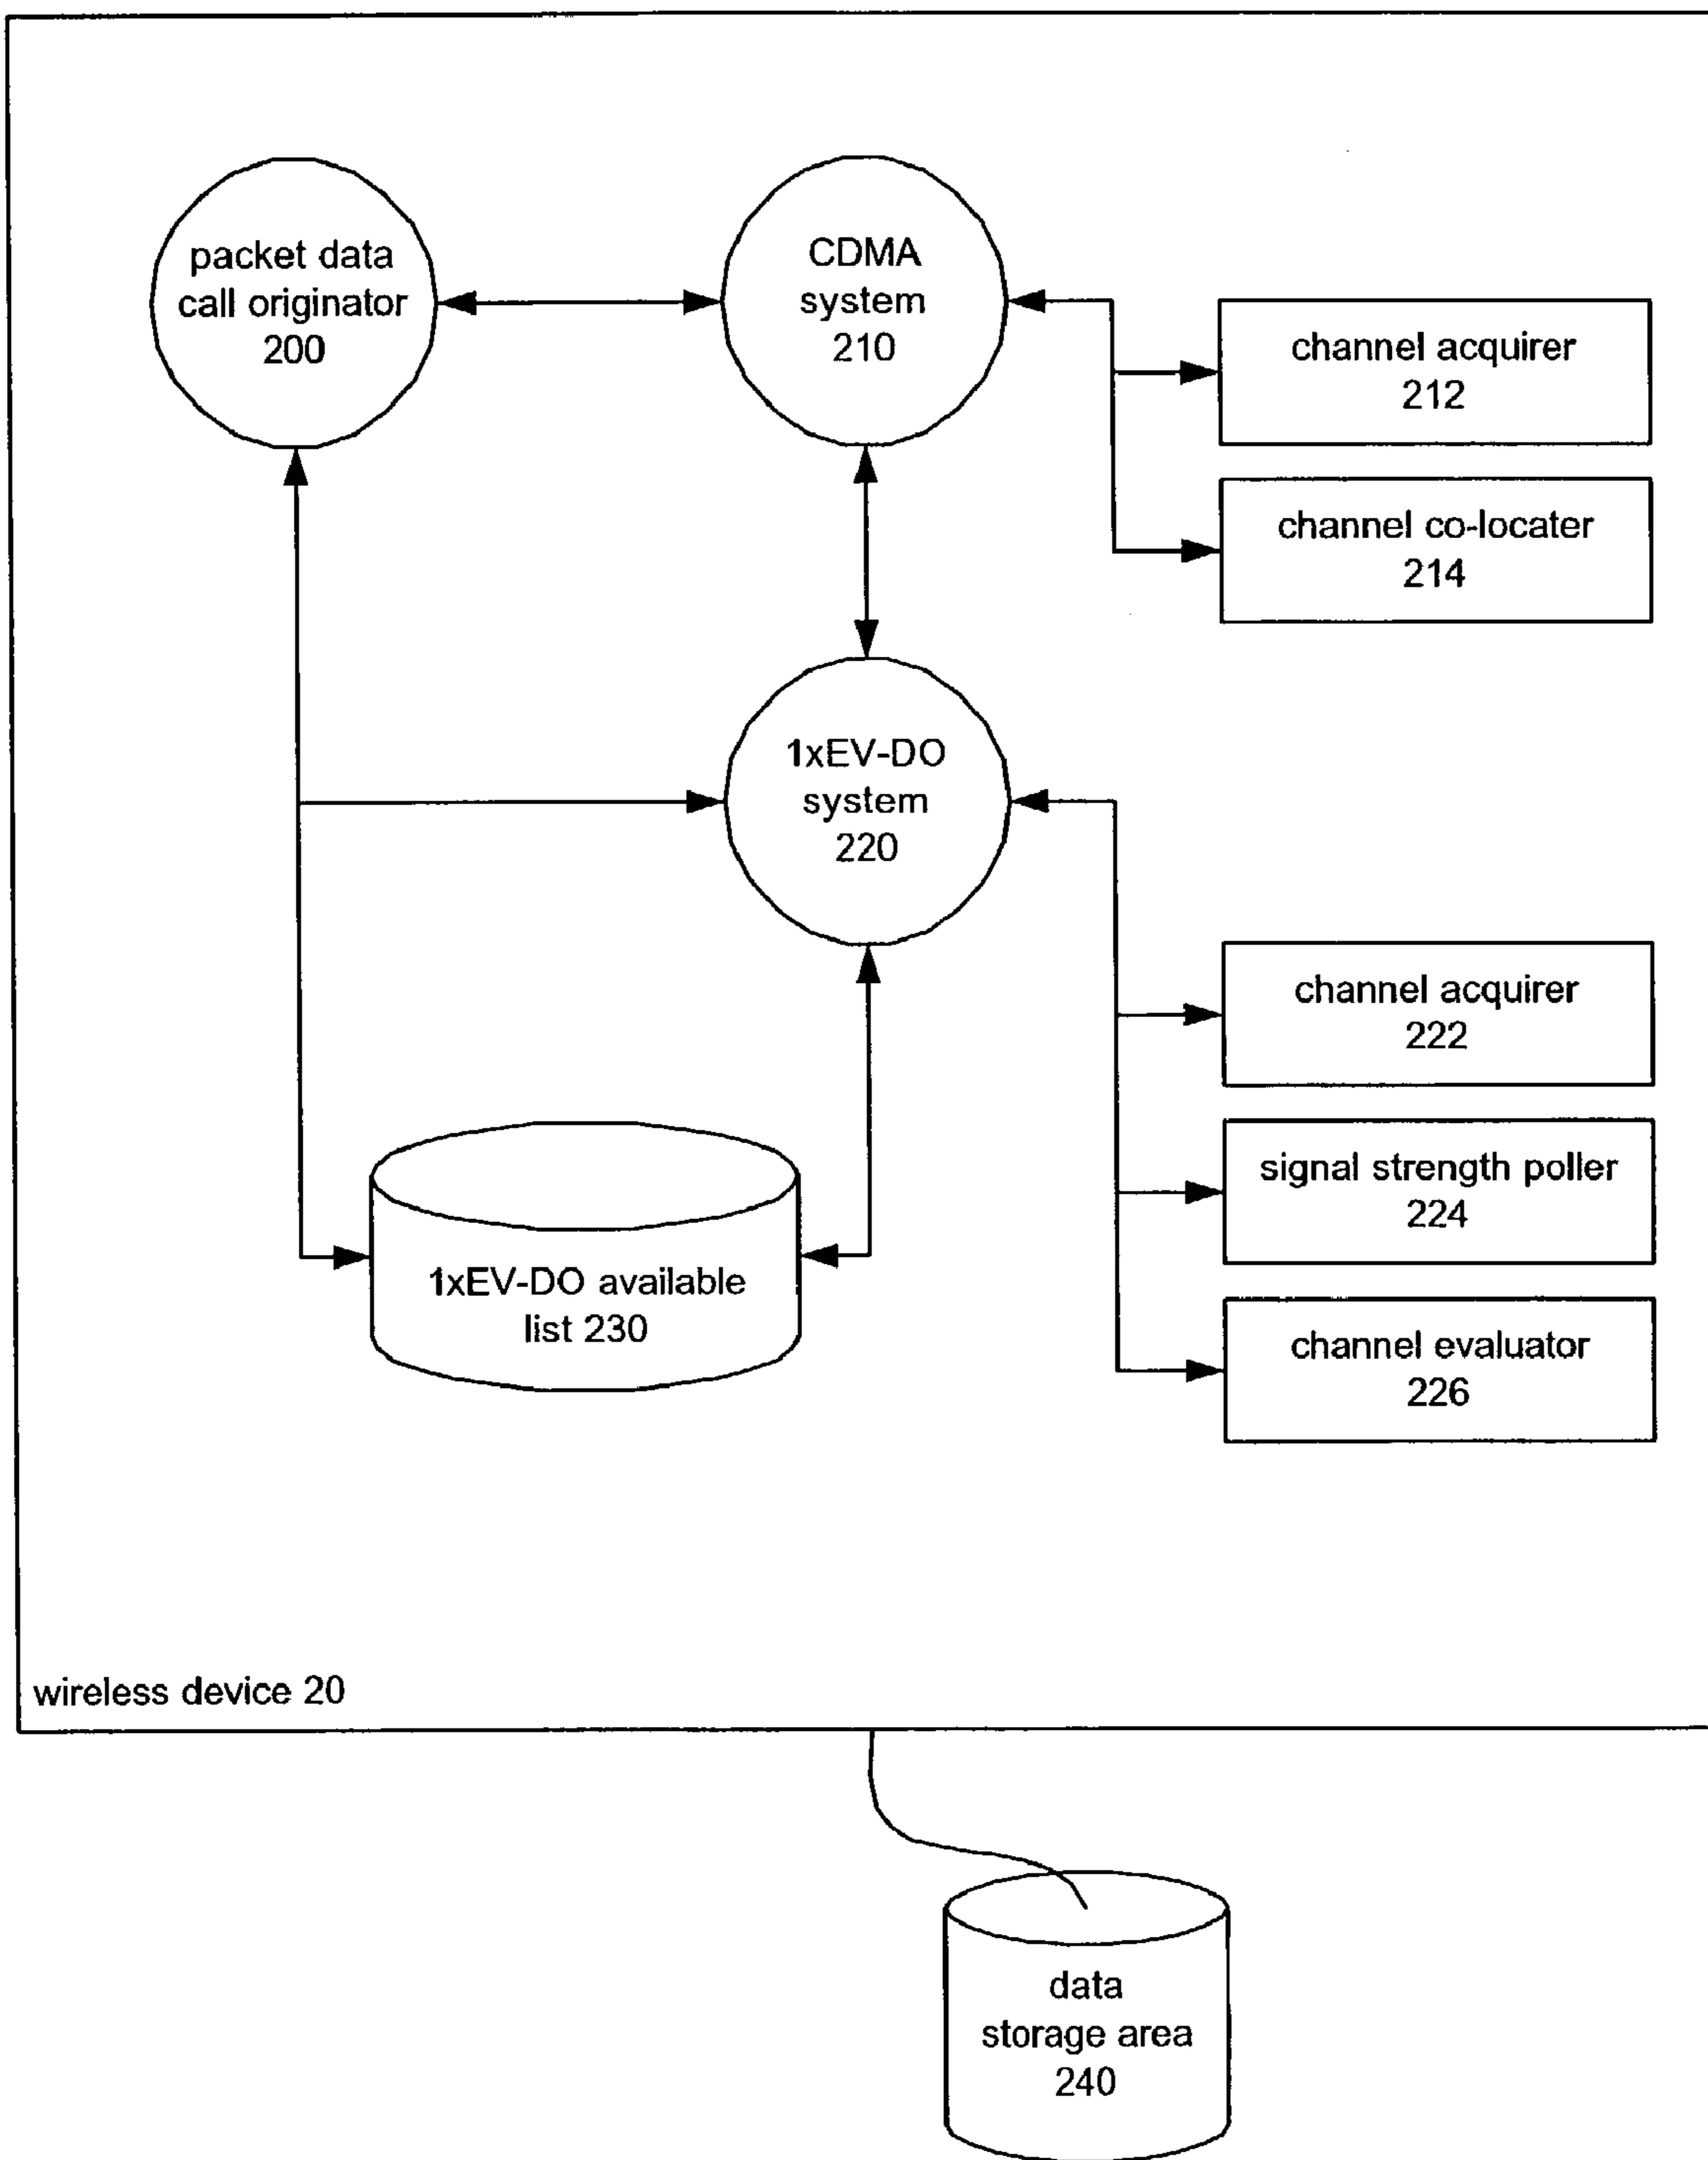 packet data
call originator
200
CDMA
system
210
channel acquirer
212
channel co-locater
214
1xEV-DO
system
220
channel acquirer
222
signal strength poller
224
1xEV-DO available
list 230
channel evaluator
226
wireless device 20
data
storage area
240